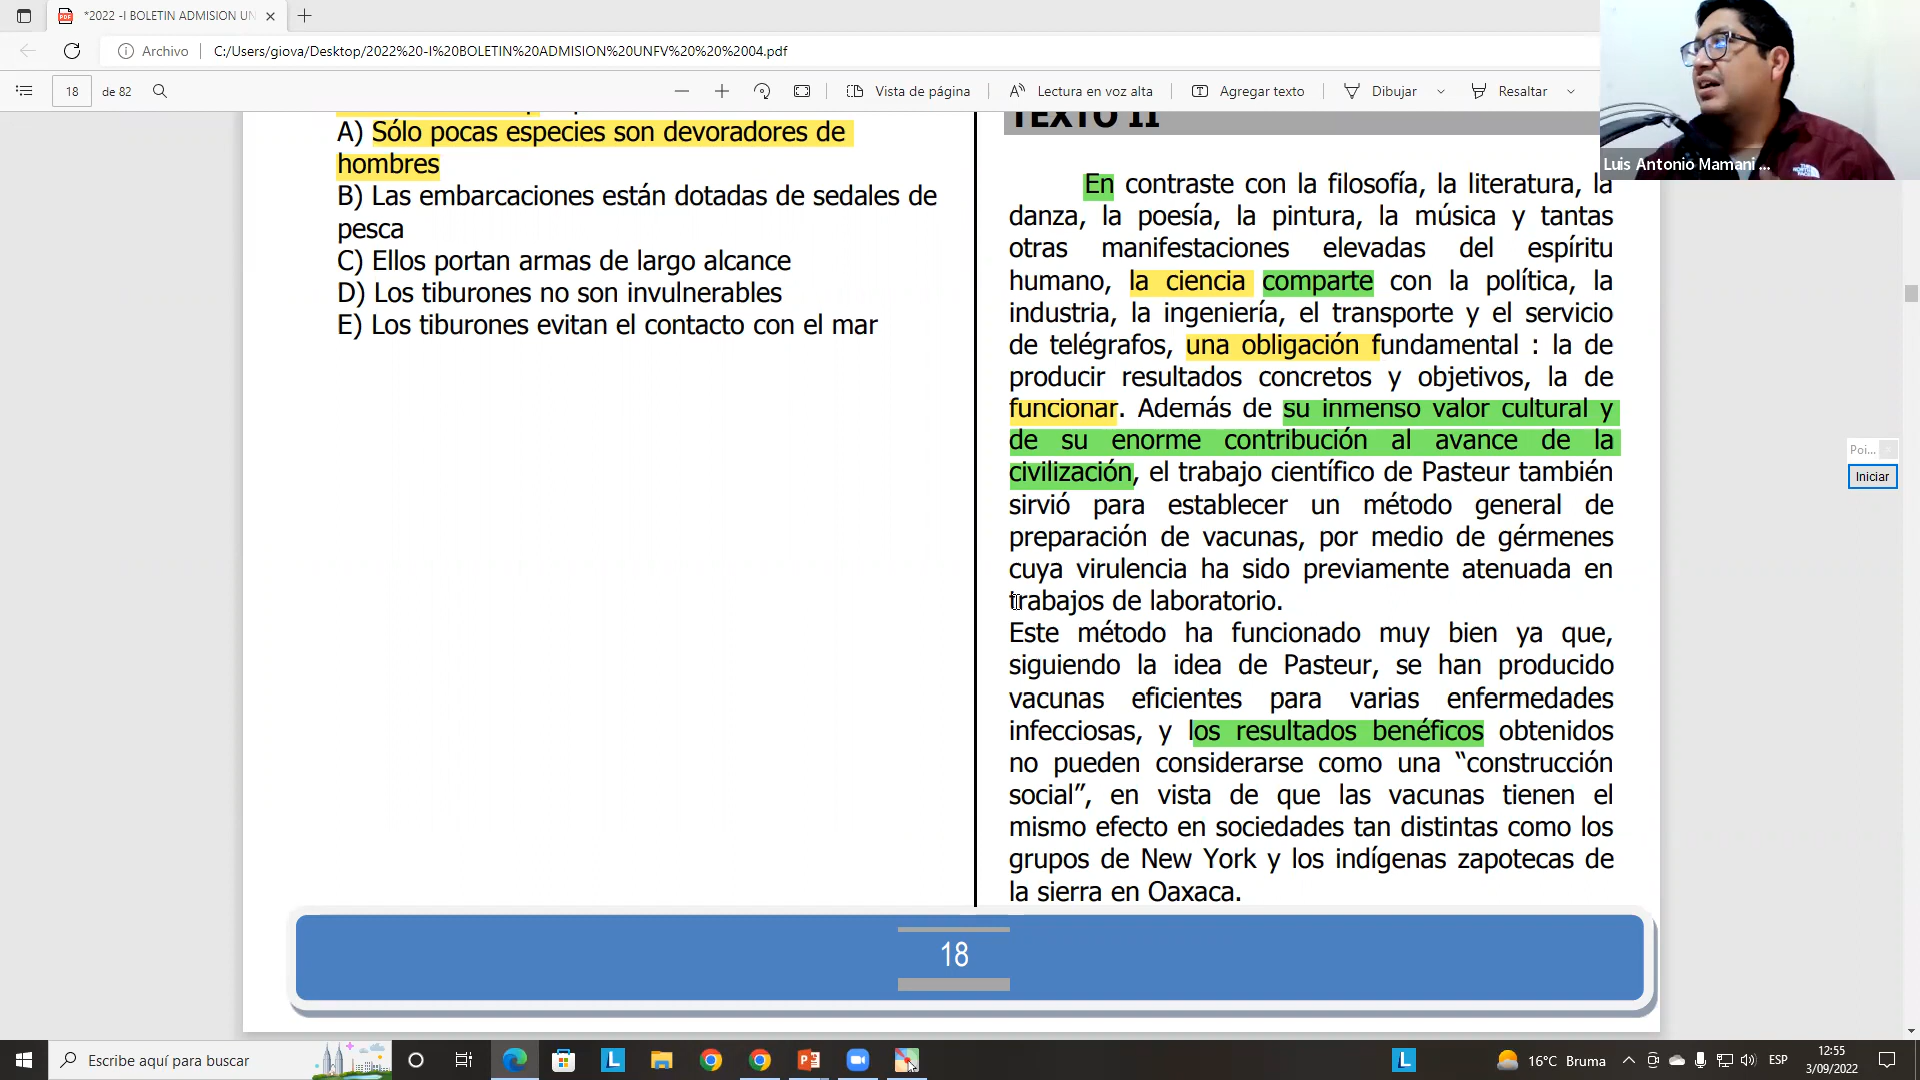 *2022 -I BOLETIN ADMISION UN
Archivo
C:/Users/giova/Desktop/2022%20-I%20BOLETIN%20ADMISION%20UNFV%20%20%2004.pdf
18
de 82
Vista de página
Lectura en voz alta
Agregar texto
Dibujar
Resaltar
Luis Antonio Mamani ...
A) Sólo pocas especies son devoradores de
hombres
B) Las embarcaciones están dotadas de sedales de
pesca
C) Ellos portan armas de largo alcance
D) Los tiburones no son invulnerables
E) Los tiburones evitan el contacto con el mar
TEXTO II
En contraste con la filosofía, la literatura, la
danza, la poesía, la pintura, la música y tantas
otras manifestaciones elevadas del espíritu
humano, la ciencia comparte con la política, la
industria, la ingeniería, el transporte y el servicio
de telégrafos, una obligación fundamental : la de
producir resultados concretos y objetivos, la de
funcionar. Además de su inmenso valor cultural y
de su enorme contribución al avance de la
civilización, el trabajo científico de Pasteur también
sirvió para establecer un método general de
preparación de vacunas, por medio de gérmenes
cuya virulencia ha sido previamente atenuada en
trabajos de laboratorio.
Este método ha funcionado muy bien ya que,
siguiendo la idea de Pasteur, se han producido
vacunas eficientes para varias enfermedades
infecciosas, y los resultados benéficos obtenidos
no pueden considerarse como una “construcción
social”, en vista de que las vacunas tienen el
mismo efecto en sociedades tan distintas como los
grupos de New York y los indígenas zapotecas de
la sierra en Oaxaca.
Poi...
Iniciar
18
Escribe aquí para buscar
16°C Bruma
ESP
12:55
3/09/2022